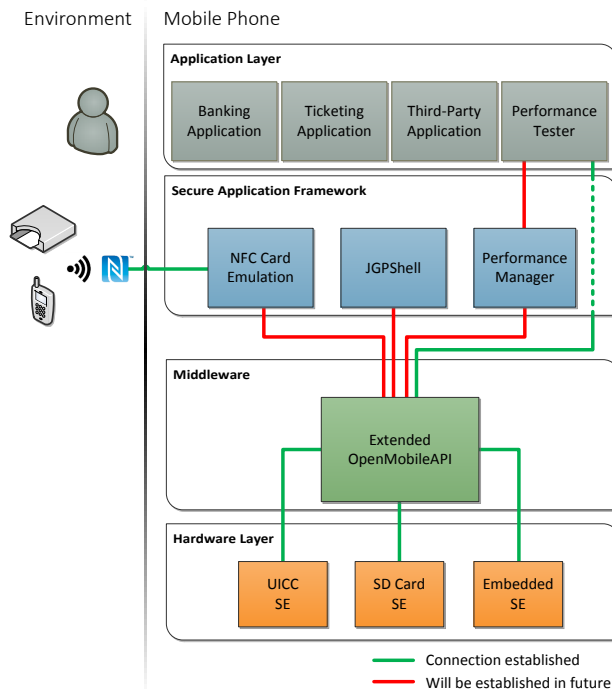 Environment
Mobile Phone
Application Layer
Banking
Application
Ticketing
Application
Third-Party
Application
Performance
Tester
Secure Application Framework
NFC Card
Emulation
JGPShell
Performance
Manager
Middleware
Extended
OpenMobileAPI
Hardware Layer
UICC
SE
SD Card
SE
Embedded
SE
Connection established
Will be established in future